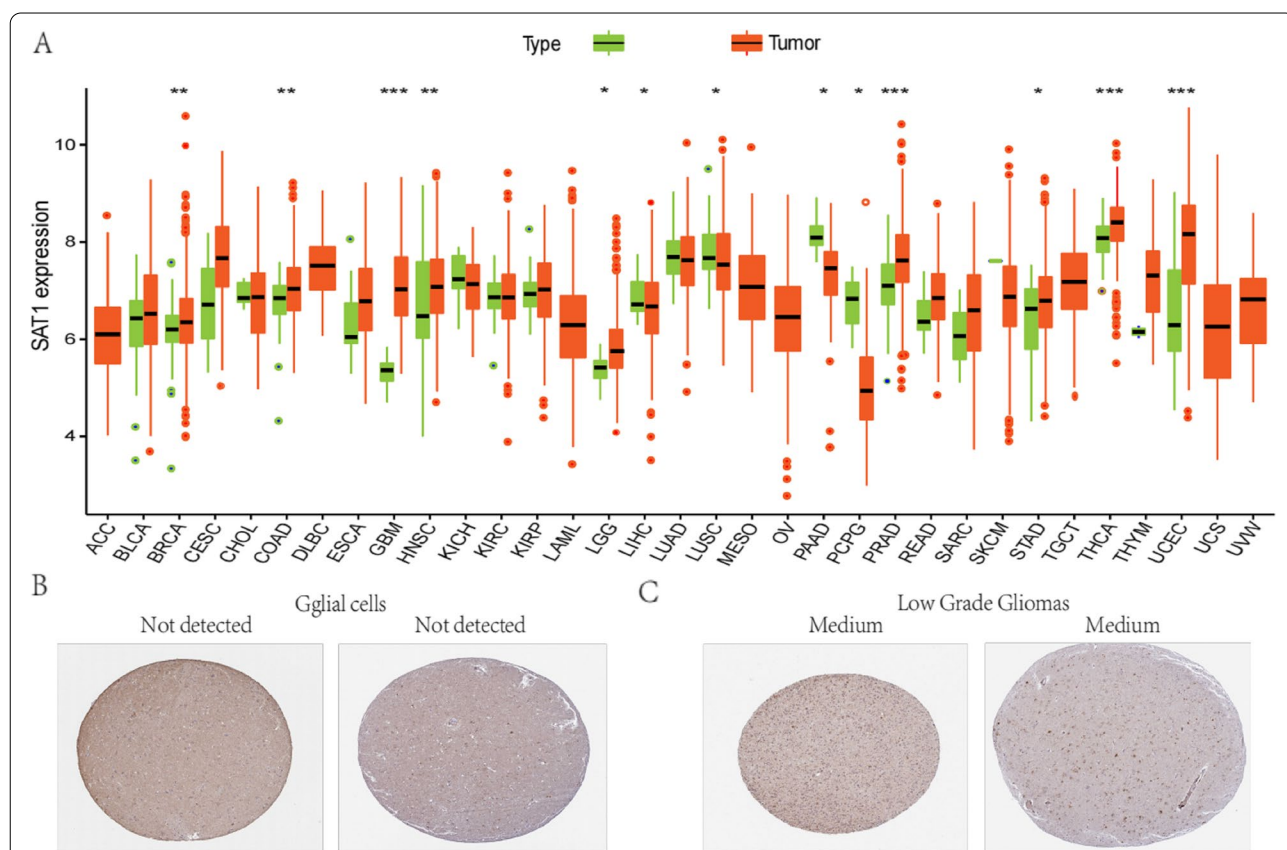 A
Type Tumor
** ** *** ** * * * * * *** * *** ***
SAT1 expression
10
8
6
4
ACC BLCA BRCA CESC CHOL COAD DLBC ESCA GBM HNSC KICH KIRC KIRP LAML LGG LIHC LUAD LUSC MESO OV PAAD PCPG PRAD READ SARC SKCM STAD TGCT THCA THYM UCEC UCS UVW
B C
Gglial cells Low Grade Gliomas
Not detected Not detected Medium Medium